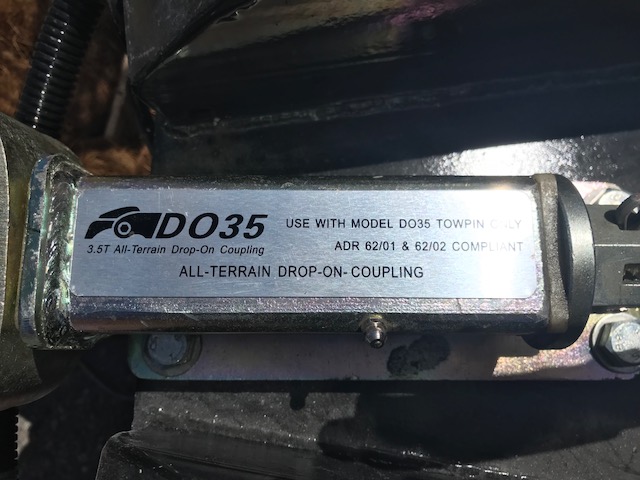 DO35
3.5T All-Terrain Drop-On Coupling
USE WITH MODEL DO35 TOWPIN ONLY
ADR 62/01 & 62/02 COMPLIANT
ALL-TERRAIN DROP-ON-COUPLING